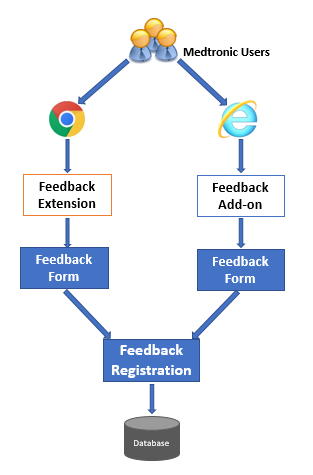 Medtronic Users
Feedback
Extension
Feedback
Add-on
Feedback
Form
Feedback
Form
Feedback
Registration
Database